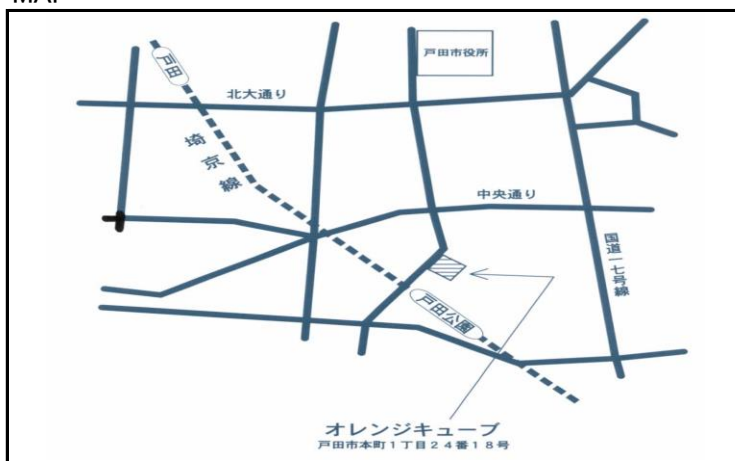 MAP
戸田
戸田市役所
北大通り
埼京線
中央通り
国道一七号線
戸田公園
オレンジキューブ
戸田市本町1丁目24番18号